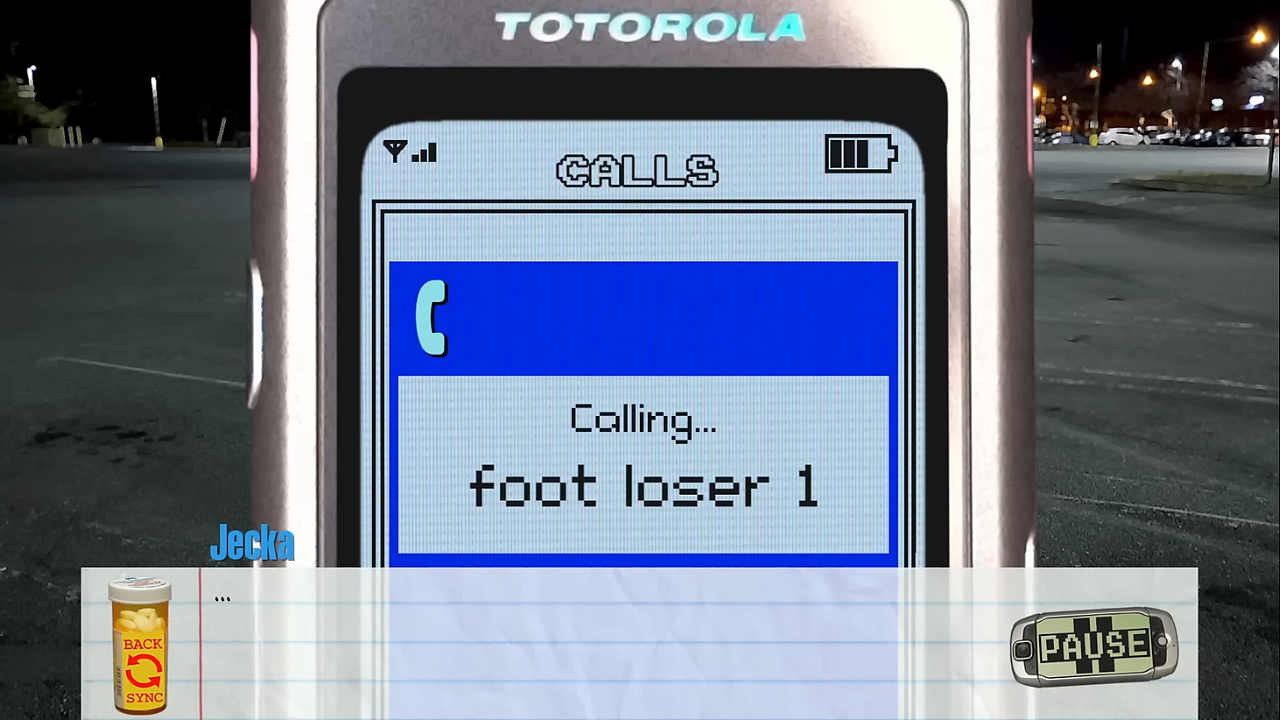 TOTOROLA
CALLS
Calling...
foot loser 1
Jecka
...
BACK
SYNC
PAUSE